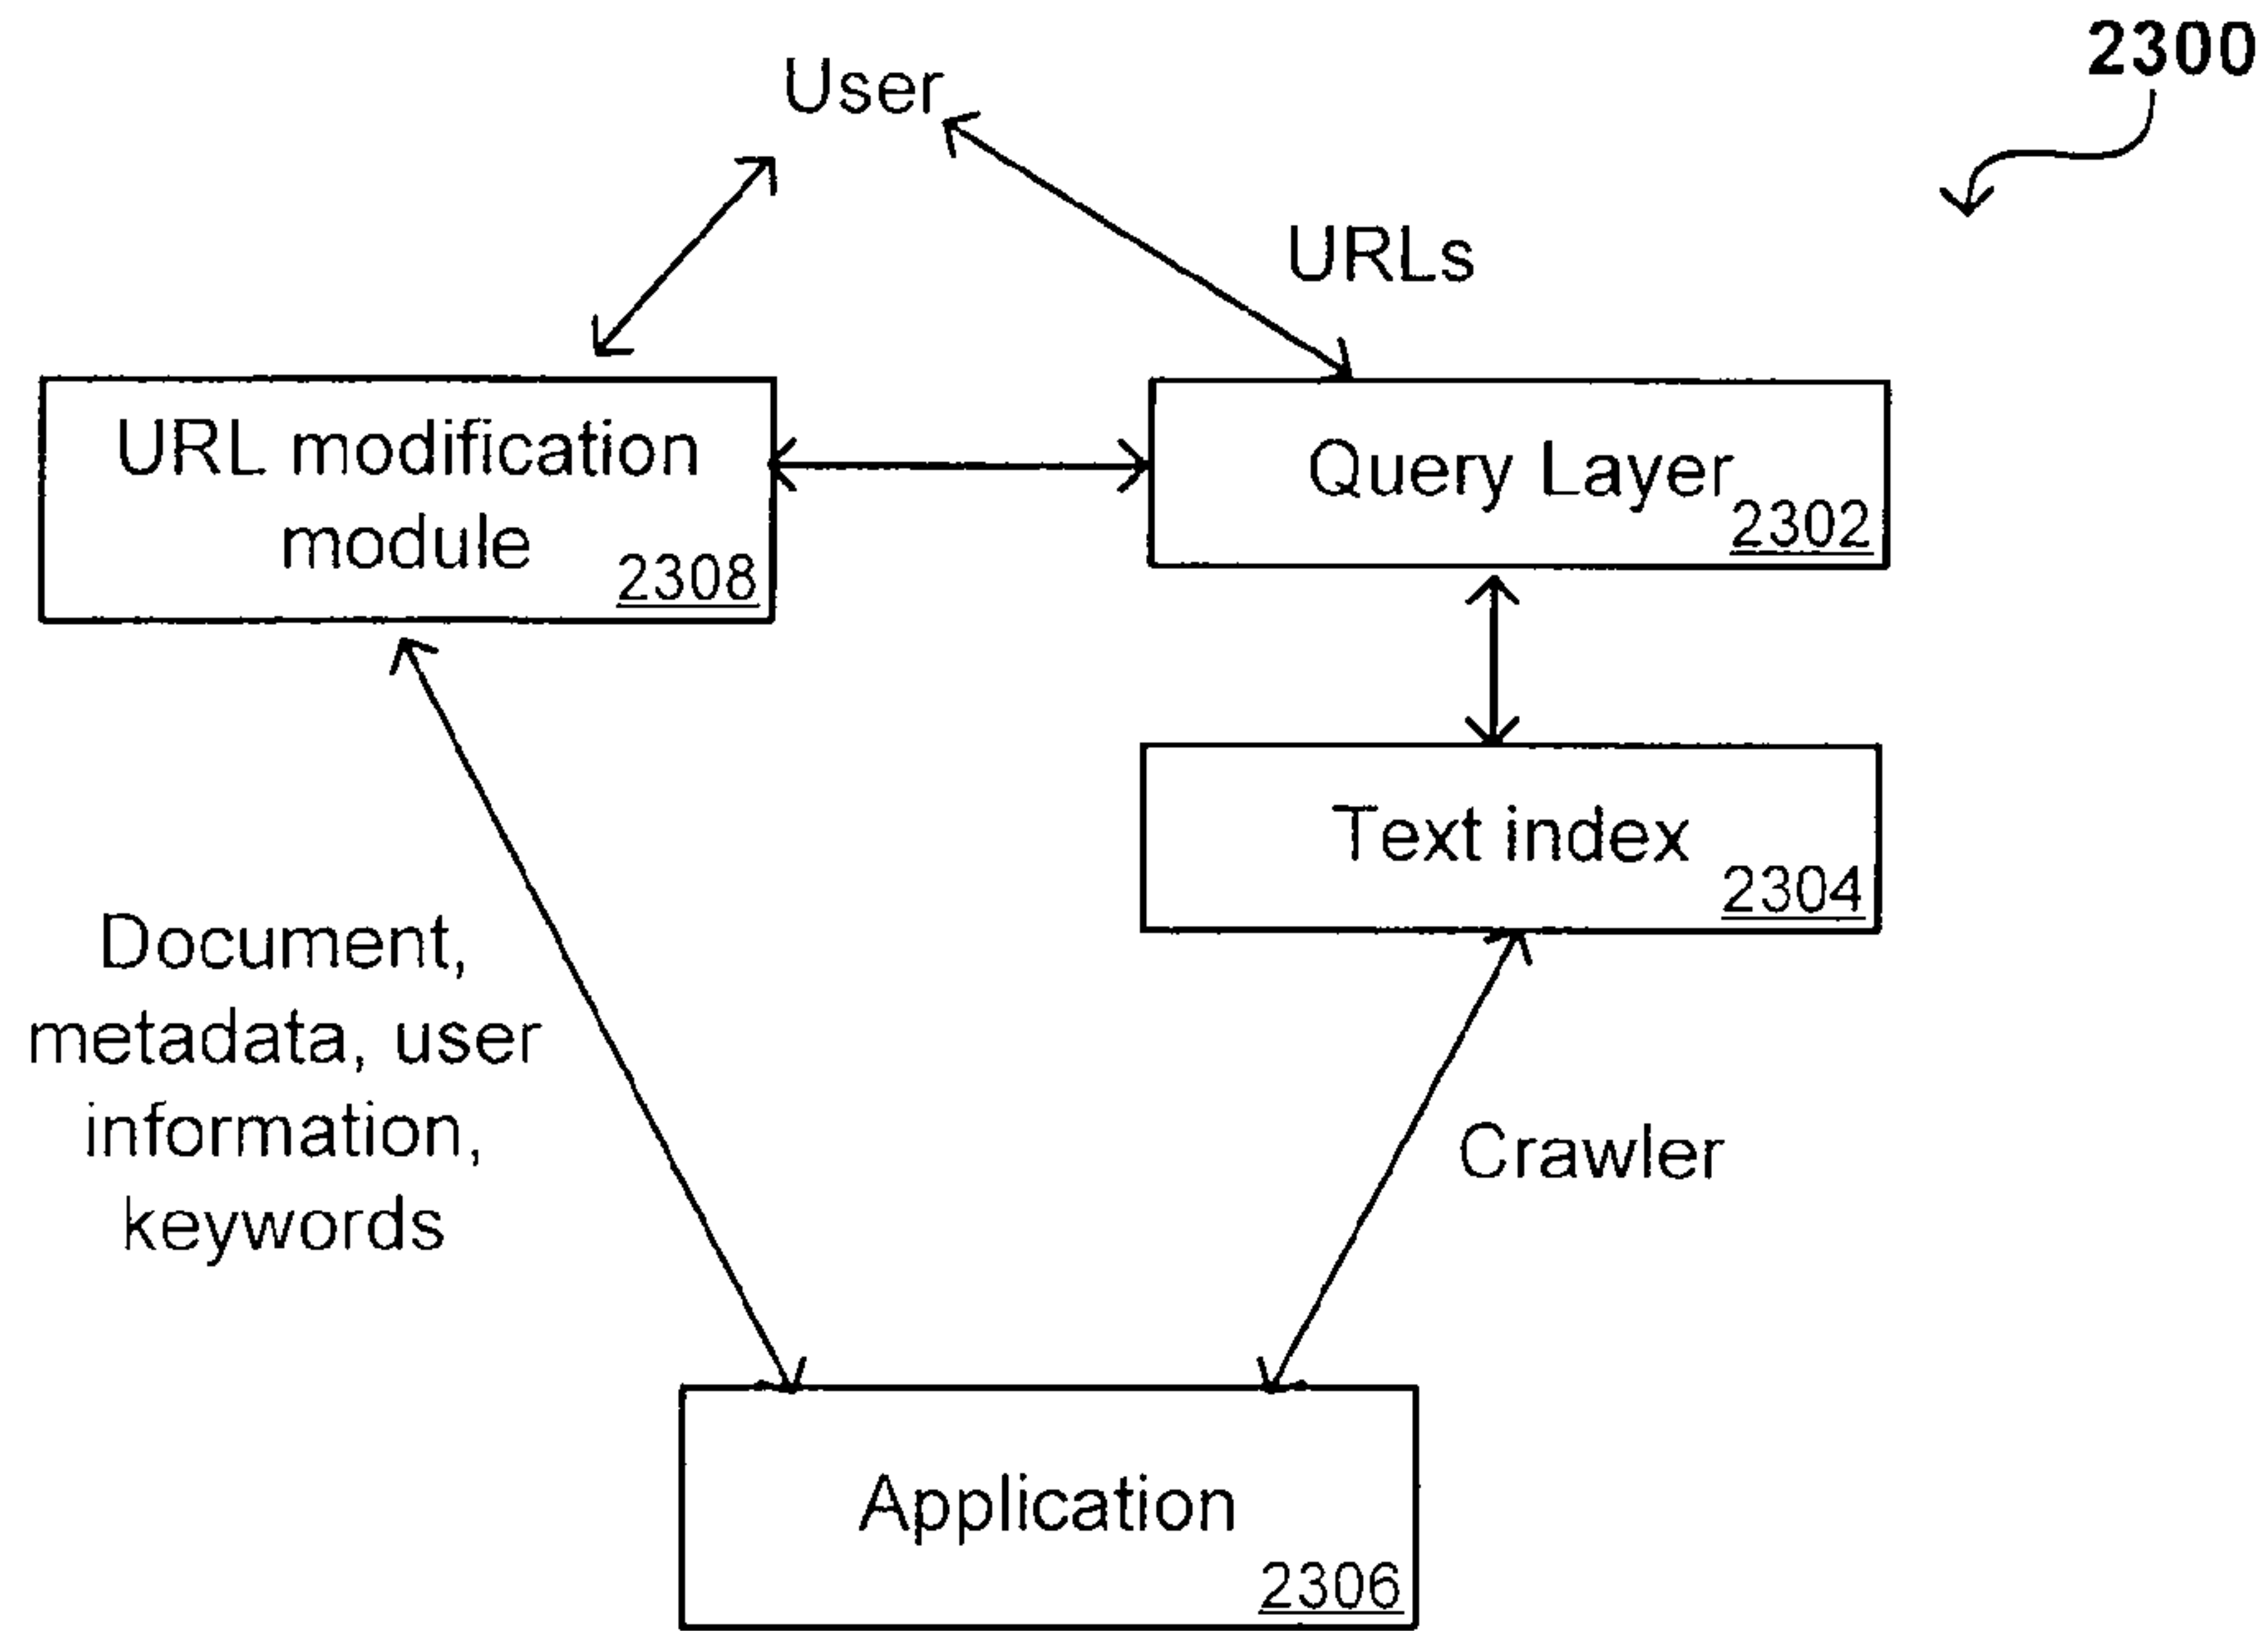 2300
User
URLs
URL modification
module
2308
Query Layer
2302
Text index
2304
Document,
metadata, user
information,
keywords
Crawler
Application
2306